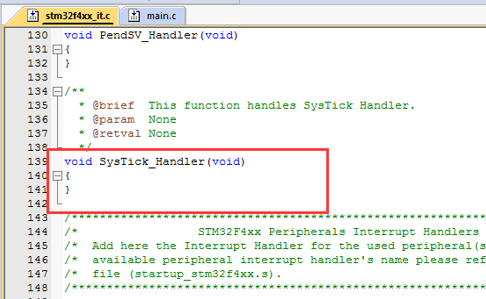 stm32f4xx_it.c main.c
130 void PendSV_Handler(void)
131 {
132 }
133
134 /**
135 * @brief This function handles SysTick Handler.
136 * @param None
137 * @retval None
138 */
139 void SysTick_Handler(void)
140 {
141 }
142
143 /******************************************************************
144 /* STM32F4xx Peripherals Interrupt Handlers
145 /* Add here the Interrupt Handler for the used peripheral(s
146 /* available peripheral interrupt handler's name please ref
147 /* file (startup_stm32f4xx.s).
148 /******************************************************************